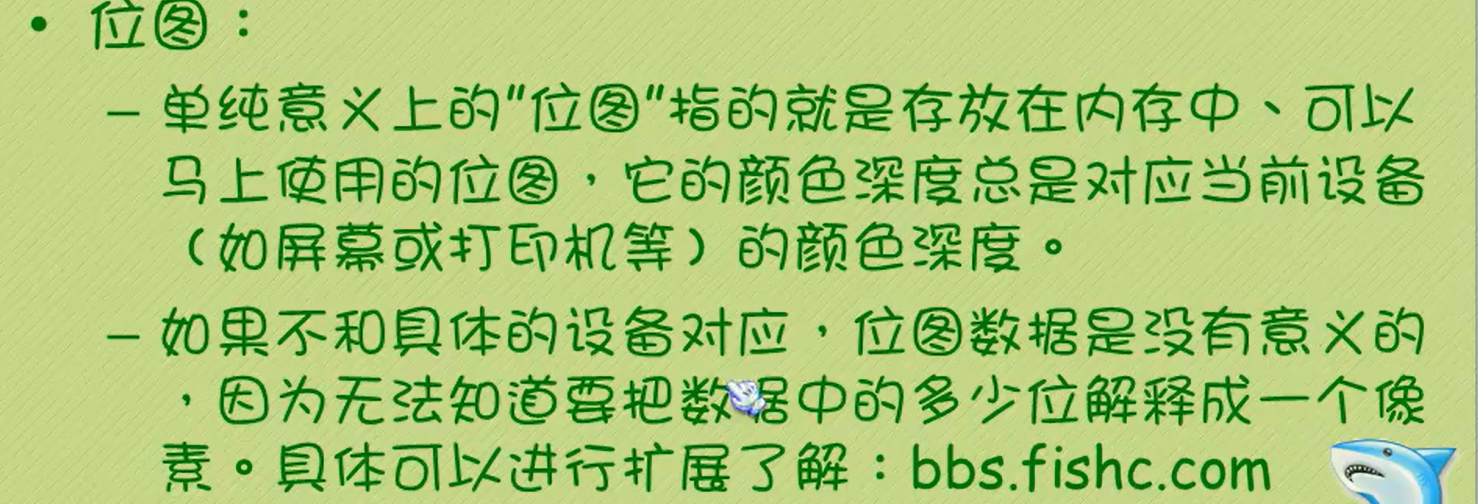 • 位图：
– 单纯意义上的"位图"指的就是存放在内存中、可以
马上使用的位图，它的颜色深度总是对应当前设备
（如屏幕或打印机等）的颜色深度。
– 如果不和具体的设备对应，位图数据是没有意义的
，因为无法知道要把数据中的多少位解释成一个像
素。具体可以进行扩展了解：bbs.fishc.com